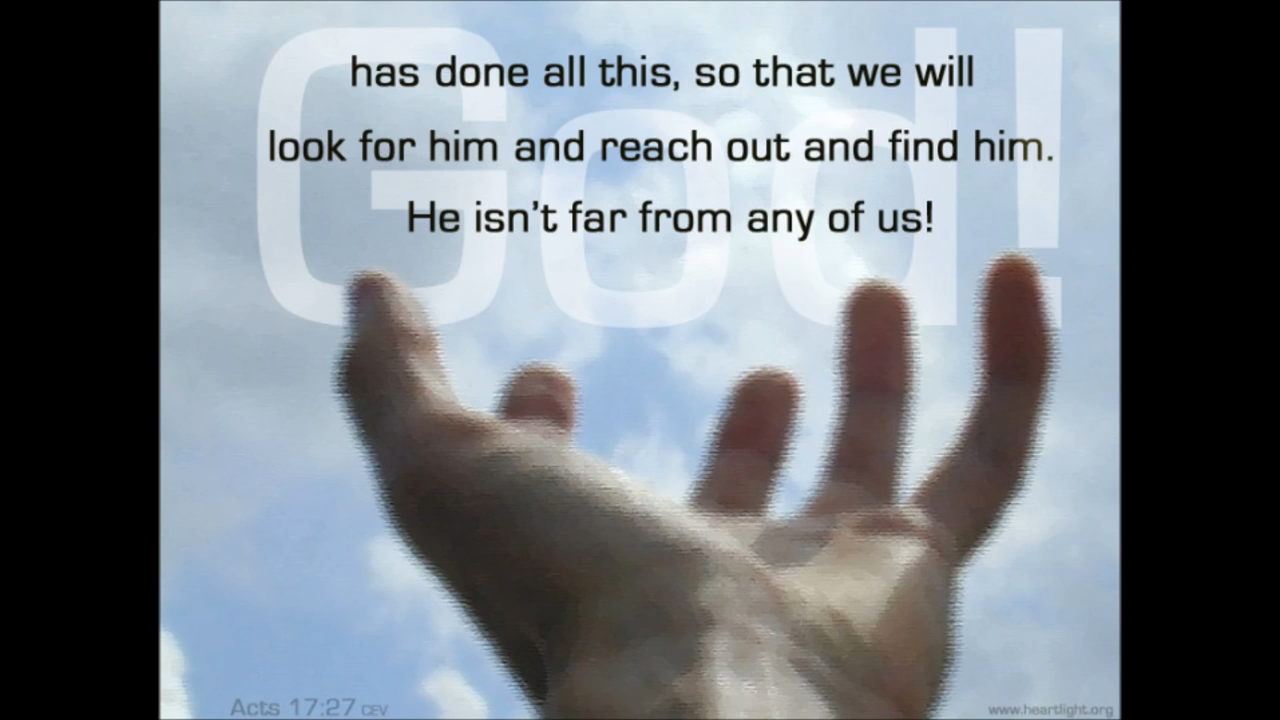 God!
has done all this, so that we will
look for him and reach out and find him.
He isn't far from any of us!
Acts 17:27 CEV
www.heartlight.org